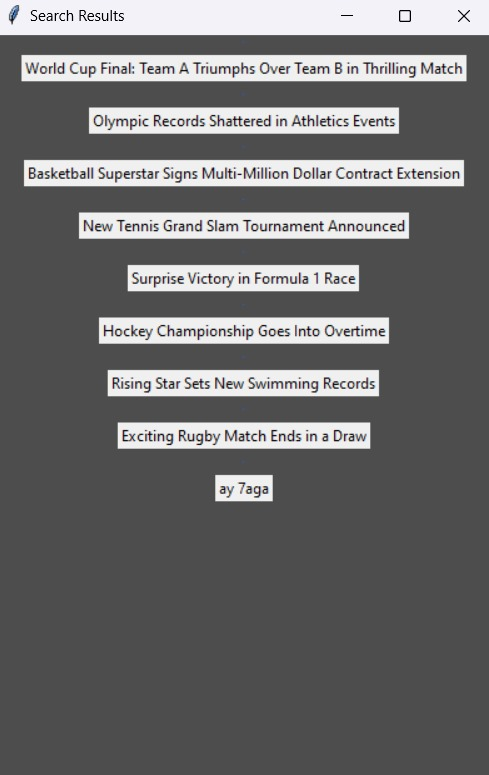 Search Results
World Cup Final: Team A Triumphs Over Team B in Thrilling Match
Olympic Records Shattered in Athletics Events
Basketball Superstar Signs Multi-Million Dollar Contract Extension
New Tennis Grand Slam Tournament Announced
Surprise Victory in Formula 1 Race
Hockey Championship Goes Into Overtime
Rising Star Sets New Swimming Records
Exciting Rugby Match Ends in a Draw
ay 7aga